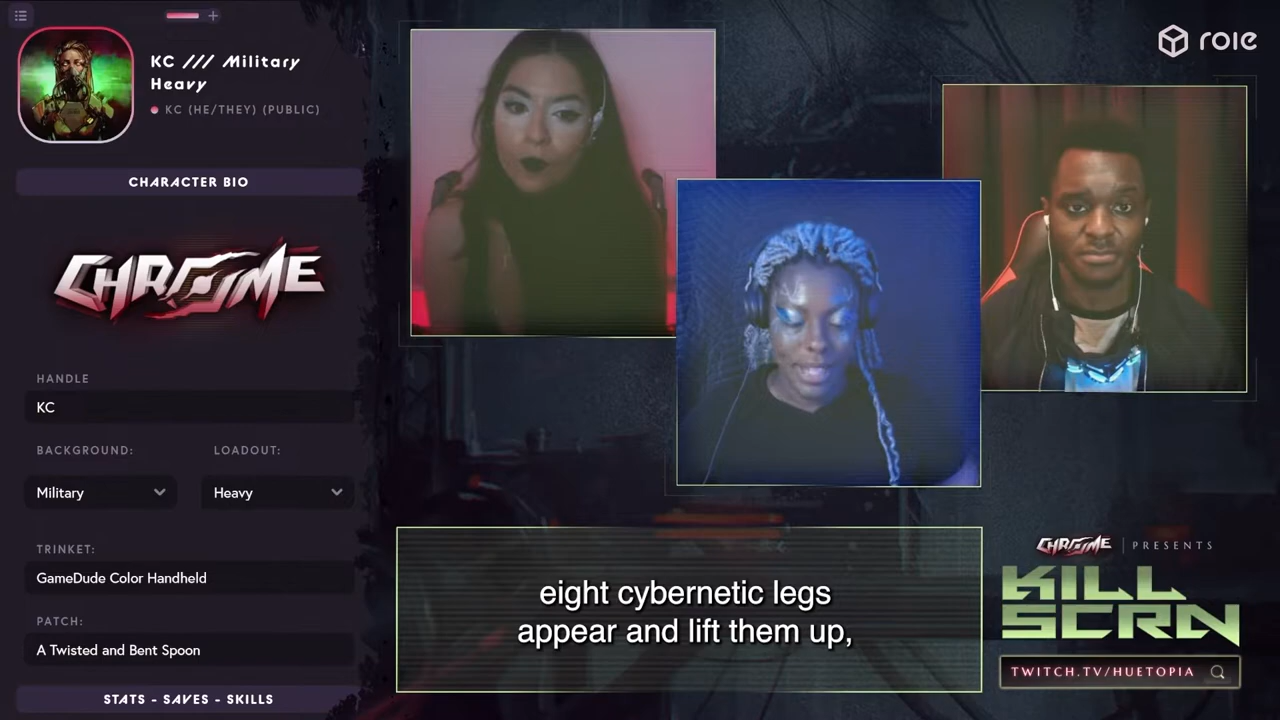 KC /// Military
Heavy
KC (HE/THEY) (PUBLIC)
CHARACTER BIO
CHROME
HANDLE
KC
BACKGROUND:
LOADOUT:
Military
Heavy
TRINKET:
GameDude Color Handheld
PATCH:
A Twisted and Bent Spoon
STATS - SAVES - SKILLS
role
eight cybernetic legs
appear and lift them up,
CHROME | PRESENTS
KILL
SCRN
TWITCH.TV/HUETOPIA